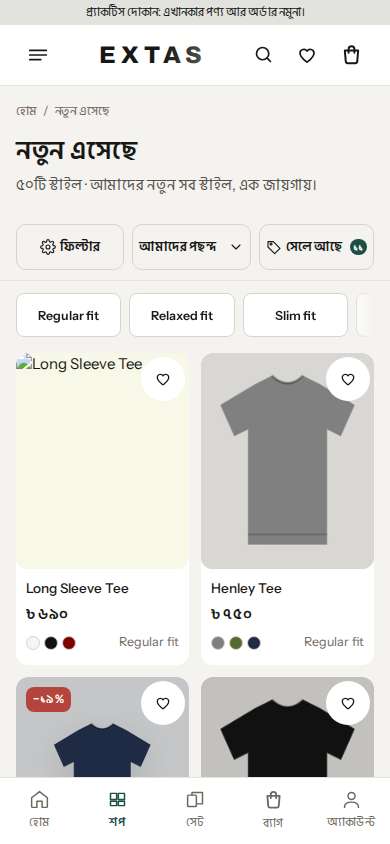 প্র্যাকটিস দোকান: এখানকার পণ্য আর অর্ডার নমুনা।
EXTAS
হোম / নতুন এসেছে
নতুন এসেছে
৫০টি স্টাইল · আমাদের নতুন সব স্টাইল, এক জায়গায়।
ফিল্টার
আমাদের পছন্দ
সেলে আছে ৬৬
Regular fit
Relaxed fit
Slim fit
Long Sleeve Tee
Long Sleeve Tee
৳৬৯০
Regular fit
Henley Tee
৳৭৫০
Regular fit
হোম
শপ
সেট
ব্যাগ
অ্যাকাউন্ট